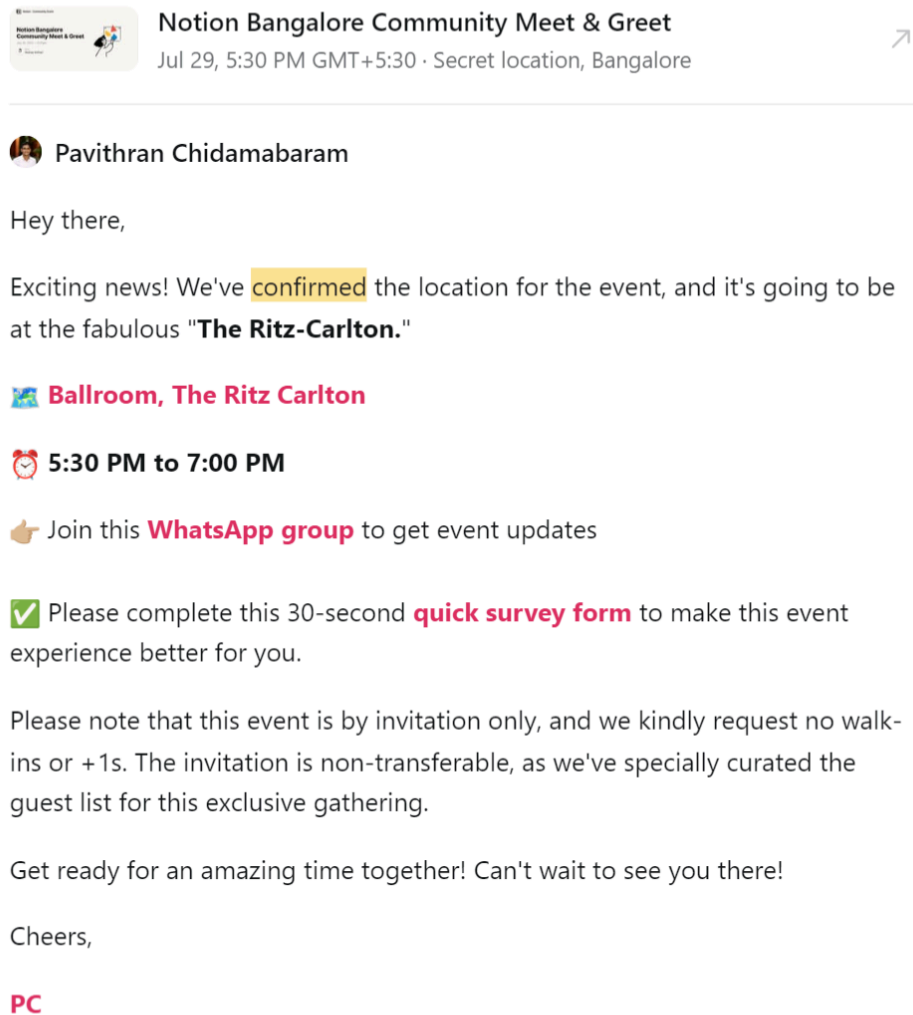 Notion Bangalore
Community Meet & Greet
Notion Bangalore Community Meet & Greet
Jul 29, 5:30 PM GMT+5:30 · Secret location, Bangalore
Pavithran Chidamabaram
Hey there,
Exciting news! We've confirmed the location for the event, and it's going to be
at the fabulous "The Ritz-Carlton."
🗺️ Ballroom, The Ritz Carlton
⏰ 5:30 PM to 7:00 PM
👉🏼 Join this WhatsApp group to get event updates
✅ Please complete this 30-second quick survey form to make this event
experience better for you.
Please note that this event is by invitation only, and we kindly request no walk-
ins or +1s. The invitation is non-transferable, as we've specially curated the
guest list for this exclusive gathering.
Get ready for an amazing time together! Can't wait to see you there!
Cheers,
PC